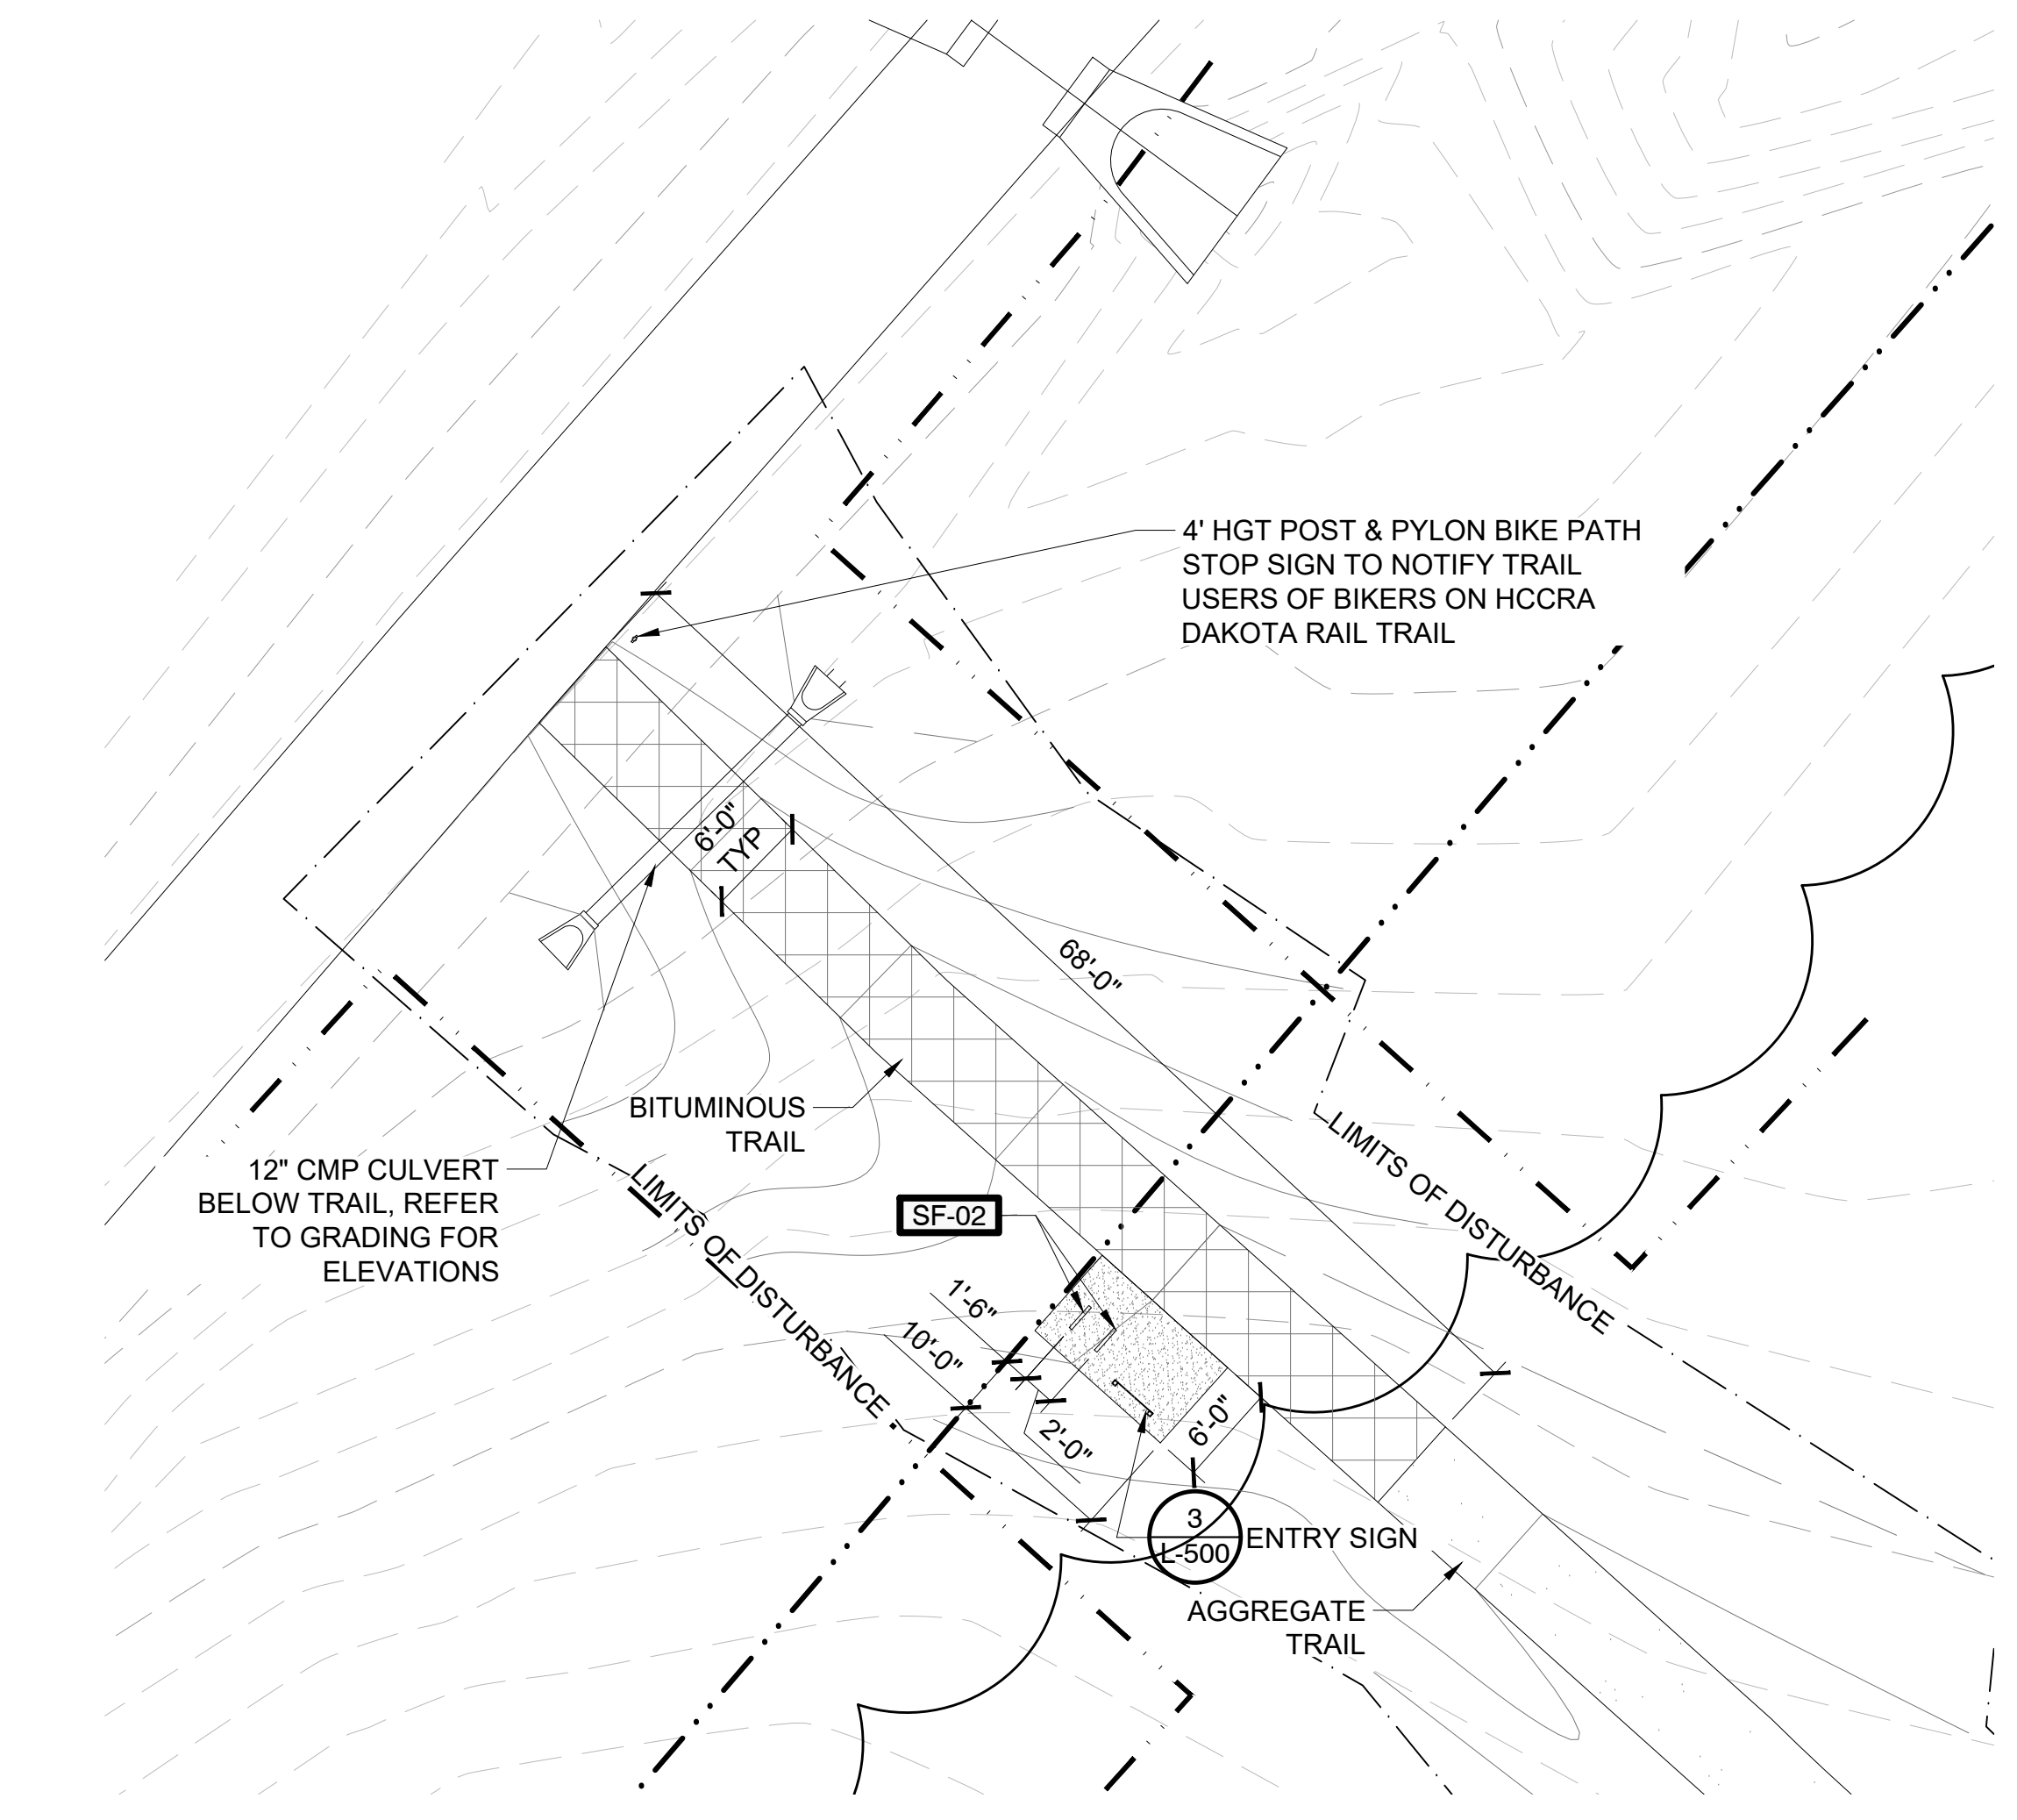 4' HGT POST & PYLON BIKE PATH
STOP SIGN TO NOTIFY TRAIL
USERS OF BIKERS ON HCCRA
DAKOTA RAIL TRAIL
6'-0"
TYP
68'-0"
BITUMINOUS
TRAIL
12" CMP CULVERT
BELOW TRAIL, REFER
TO GRADING FOR
ELEVATIONS
LIMITS OF DISTURBANCE
LIMITS OF DISTURBANCE
SF-02
1'-6"
10'-0"
2'-0"
6'-0"
3
L-500
ENTRY SIGN
AGGREGATE
TRAIL